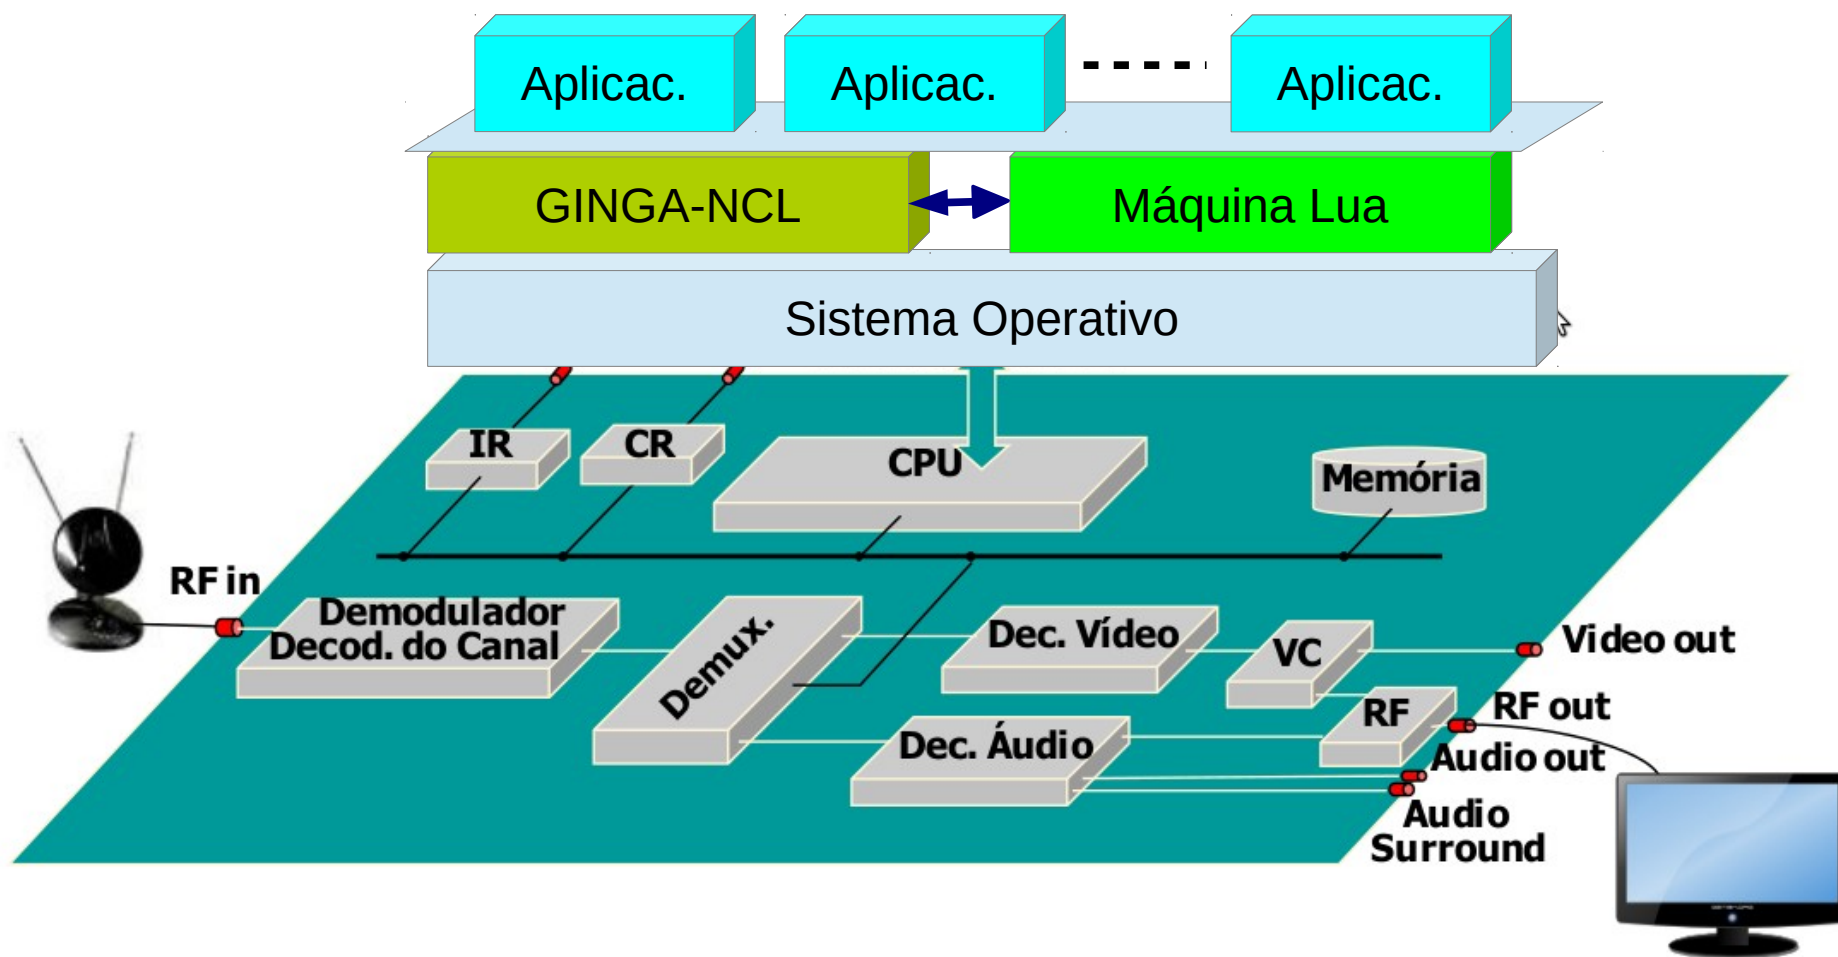 Aplicac.
Aplicac.
Aplicac.
GINGA-NCL
Máquina Lua
Sistema Operativo
IR
CR
CPU
Memória
RF in
Demodulador
Decod. do Canal
Demux.
Dec. Vídeo
VC
Video out
RF
RF out
Dec. Áudio
Audio out
Audio
Surround